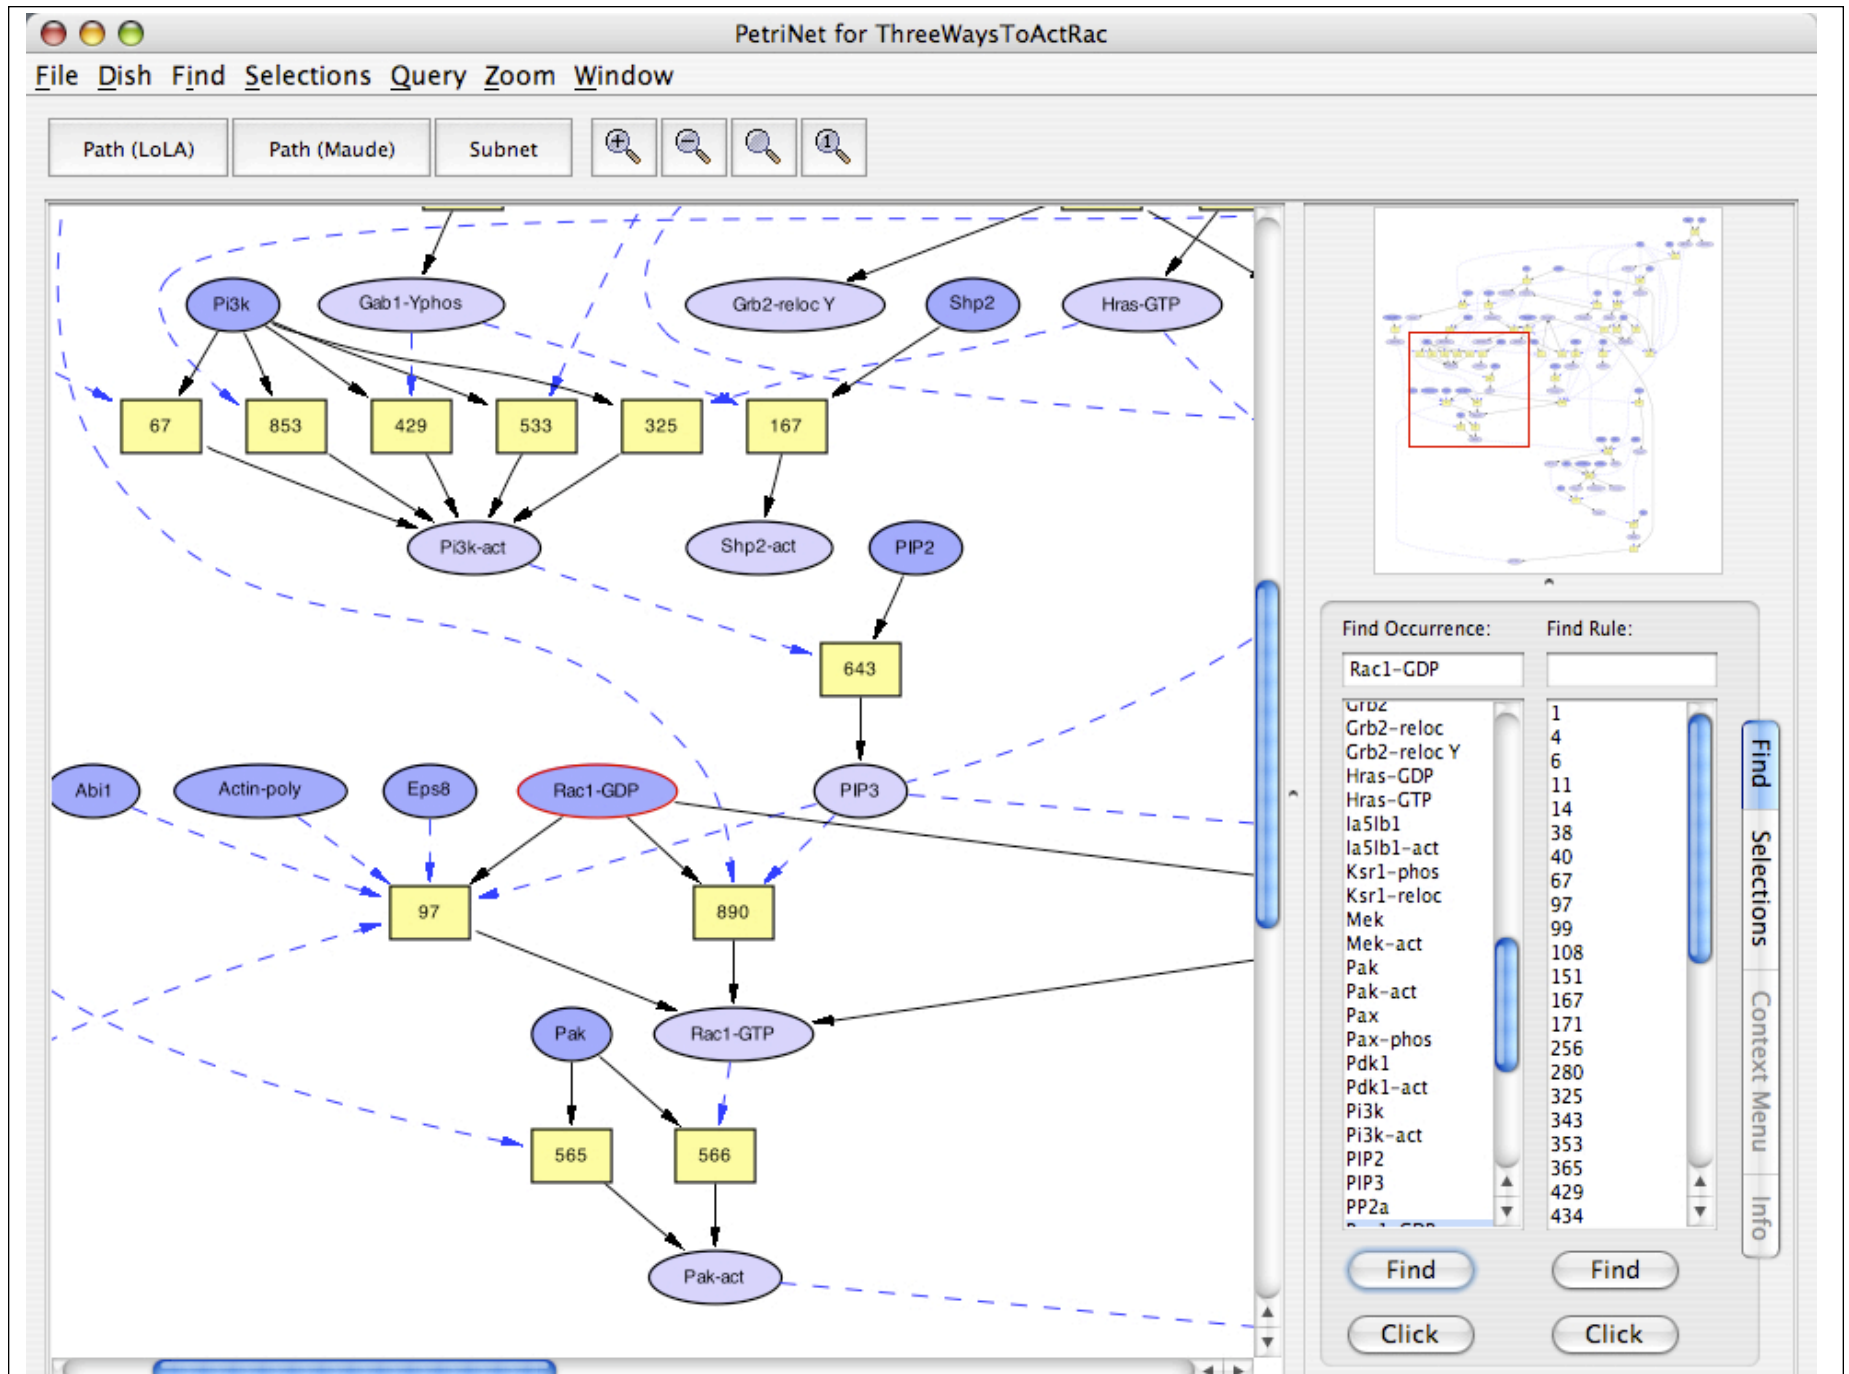 PetriNet for ThreeWaysToActRac
File Dish Find Selections Query Zoom Window
Path (LoLA) Path (Maude) Subnet
1
Pi3k Gab1-Yphos Grb2-reloc Y Shp2 Hras-GTP
67 853 429 533 325 167
Pi3k-act Shp2-act PIP2
643
Abi1 Actin-poly Eps8 Rac1-GDP PIP3
97 890
Pak Rac1-GTP
565 566
Pak-act
Find Occurrence: Find Rule:
Rac1-GDP
Grb2
Grb2-reloc
Grb2-reloc Y
Hras-GDP
Hras-GTP
Ia5Ib1
Ia5Ib1-act
Ksr1-phos
Ksr1-reloc
Mek
Mek-act
Pak
Pak-act
Pax
Pax-phos
Pdk1
Pdk1-act
Pi3k
Pi3k-act
PIP2
PIP3
PP2a
Rac1-GDP
1
4
6
11
14
38
40
67
97
99
108
151
167
171
256
280
325
343
353
365
429
434
Find Find
Click Click
Find
Selections
Context Menu
Info